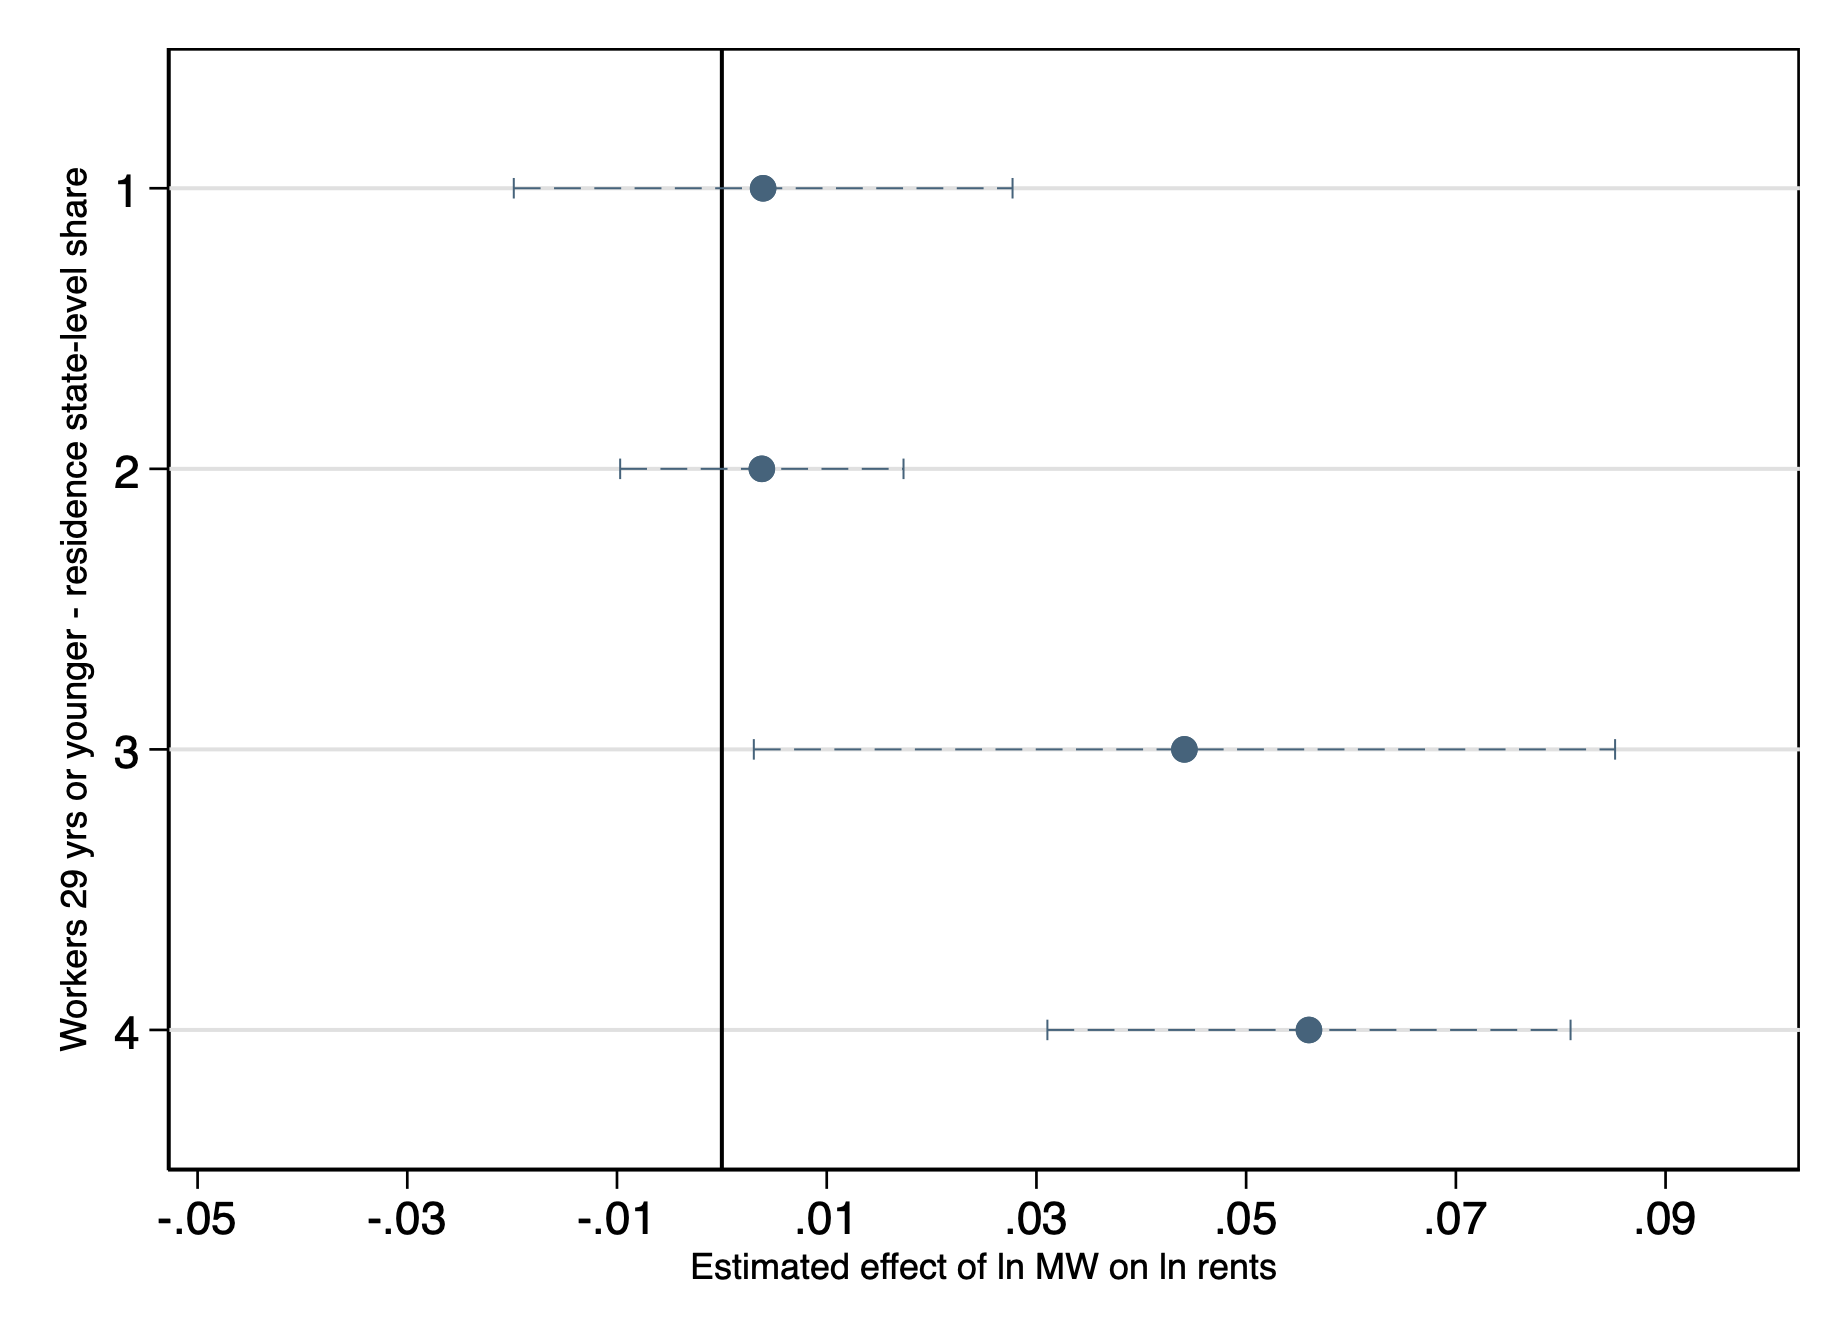 Workers 29 yrs or younger - residence state-level share
1
2
3
4
-.05 -.03 -.01 .01 .03 .05 .07 .09
Estimated effect of ln MW on ln rents